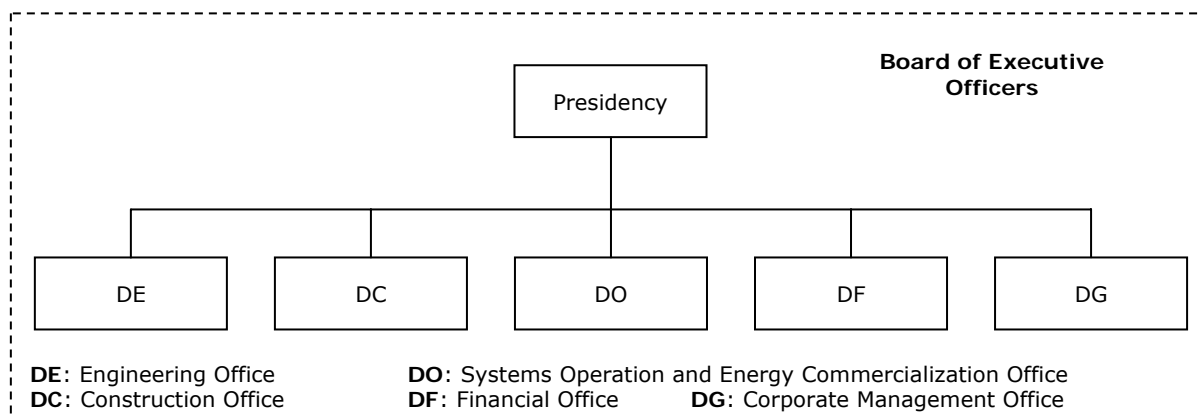 Board of Executive
Officers
Presidency
DE
DC
DO
DF
DG
DE: Engineering Office
DO: Systems Operation and Energy Commercialization Office
DC: Construction Office
DF: Financial Office
DG: Corporate Management Office